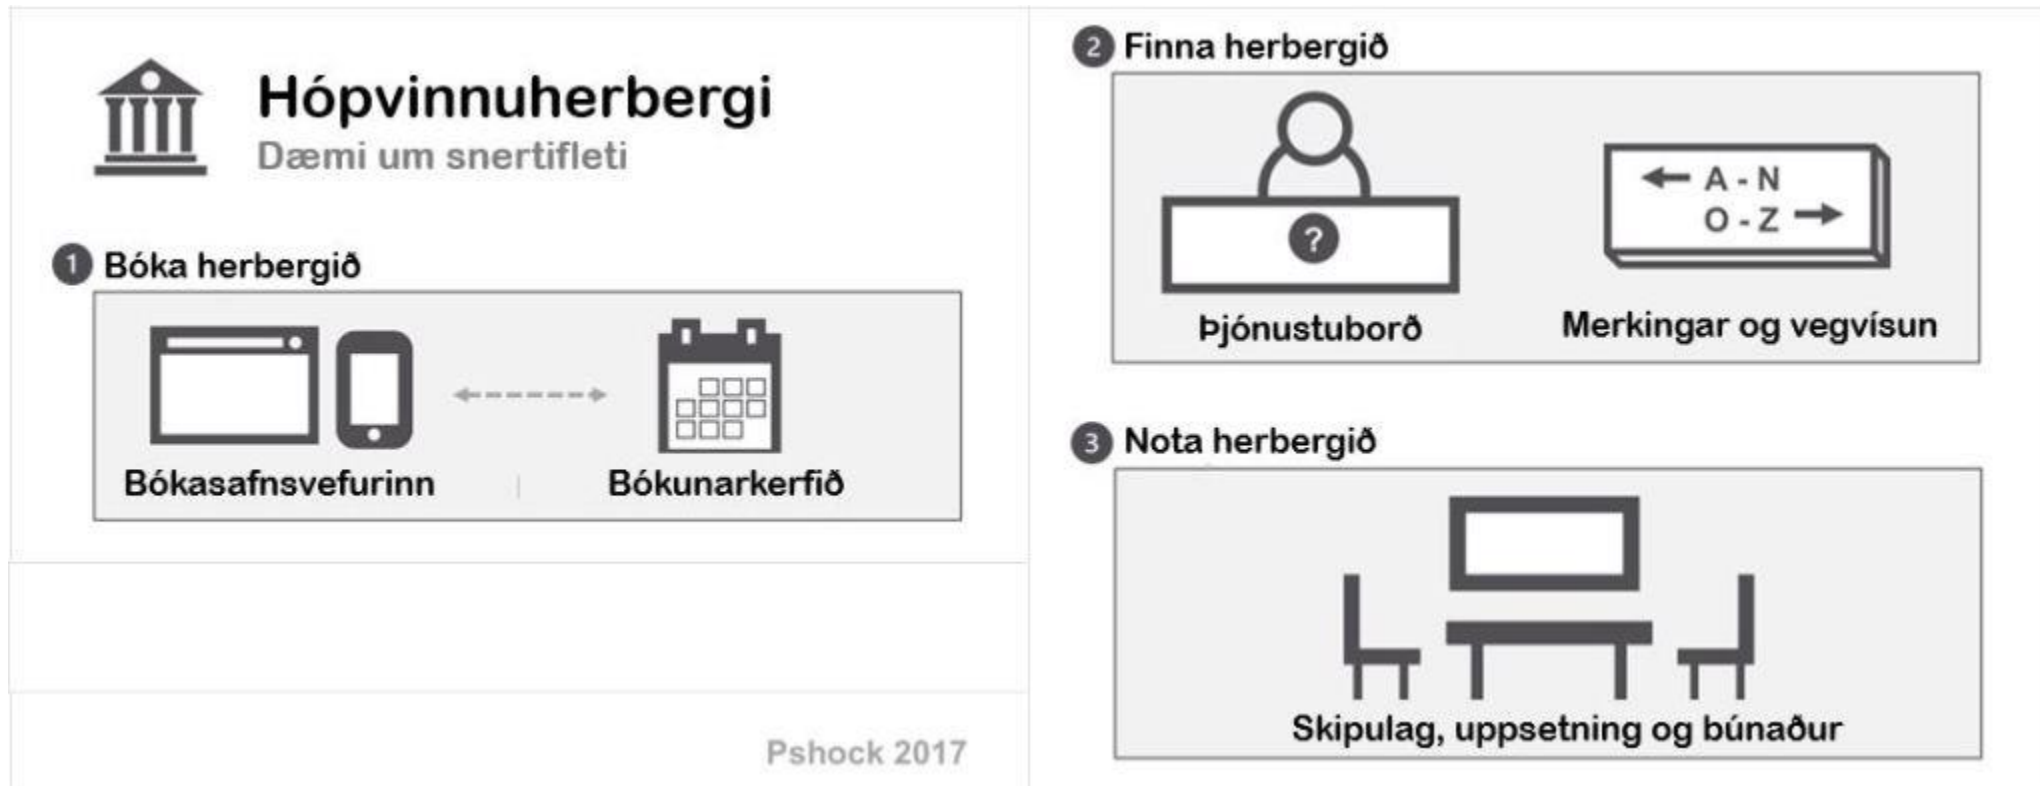 Hópvinnuherbergi
Dæmi um snertifleti
1 Bóka herbergið
Bókasafnsvefurinn
Bókunarkerfið
Pshock 2017
2 Finna herbergið
?
← A - N
O - Z →
Þjónustuborð
Merkingar og vegvísun
3 Nota herbergið
Skipulag, uppsetning og búnaður